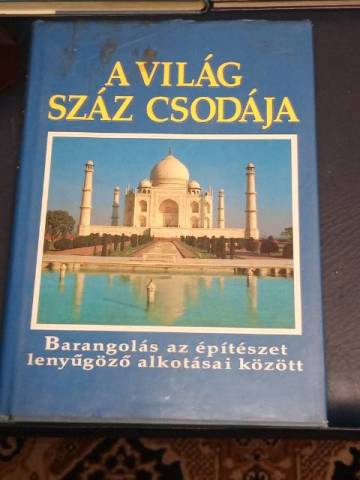 A VILÁG
SZÁZ CSODÁJA
Barangolás az építészet
lenyűgöző alkotásai között